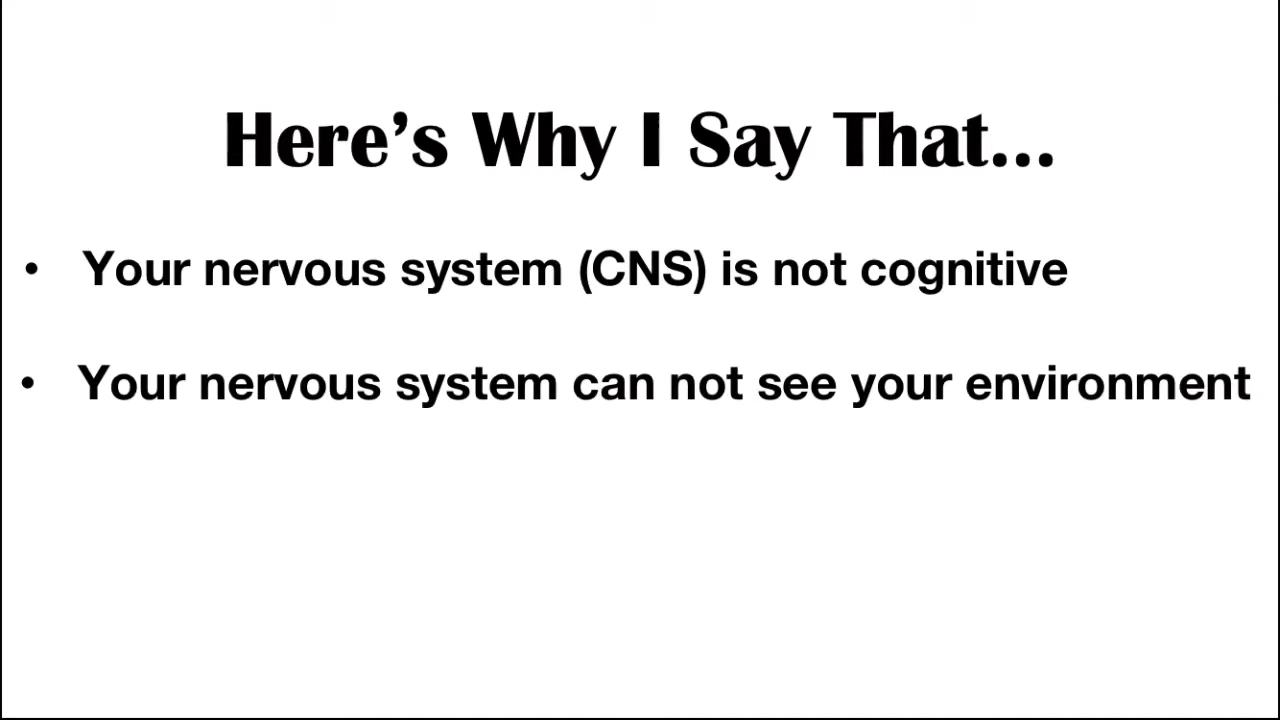 Here's Why I Say That...
• Your nervous system (CNS) is not cognitive
• Your nervous system can not see your environment